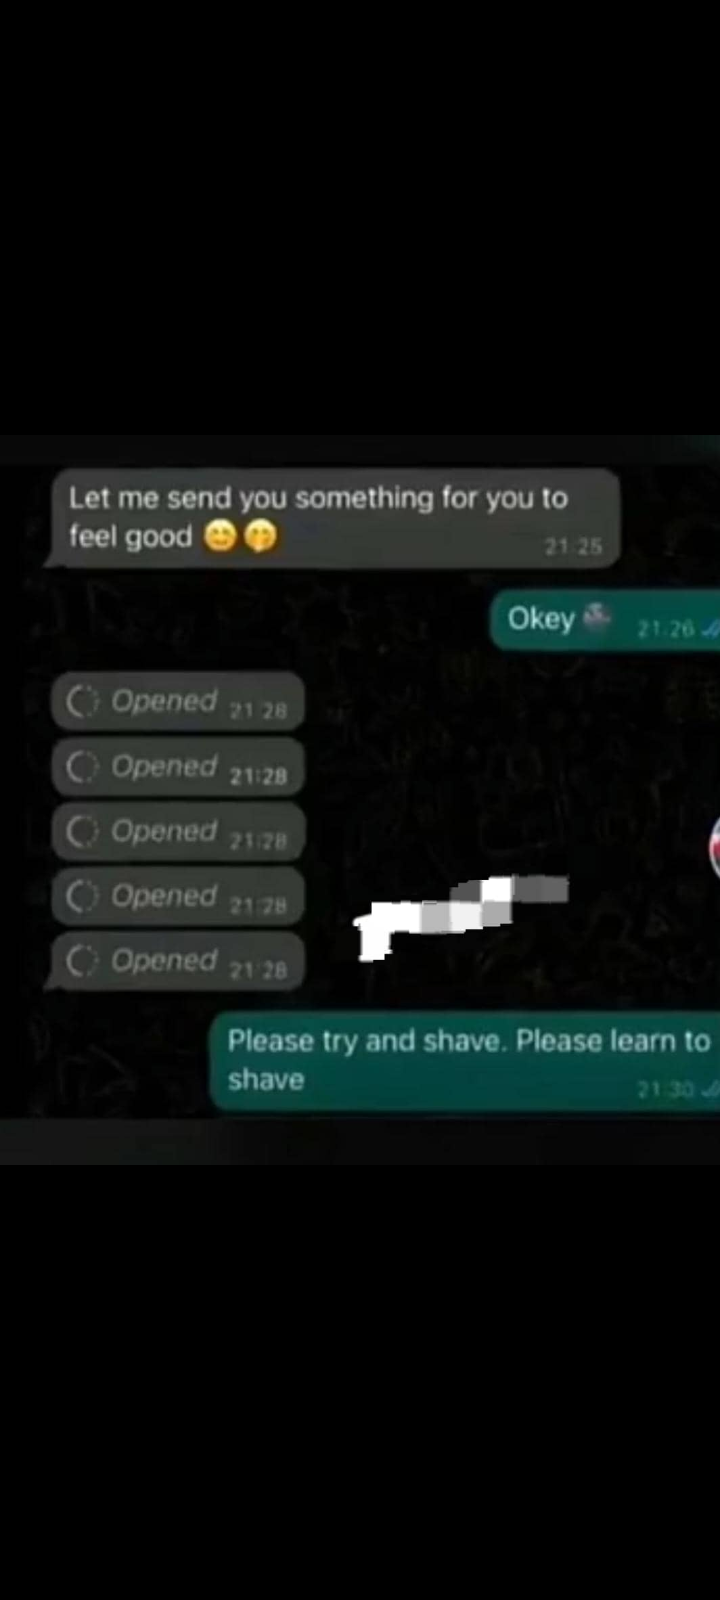 Let me send you something for you to
feel good 😊🤭
21:25
Okey
21:26
Opened 21:28
Opened 21:28
Opened 21:28
Opened 21:28
Opened 21:28
Please try and shave. Please learn to
shave
21:30